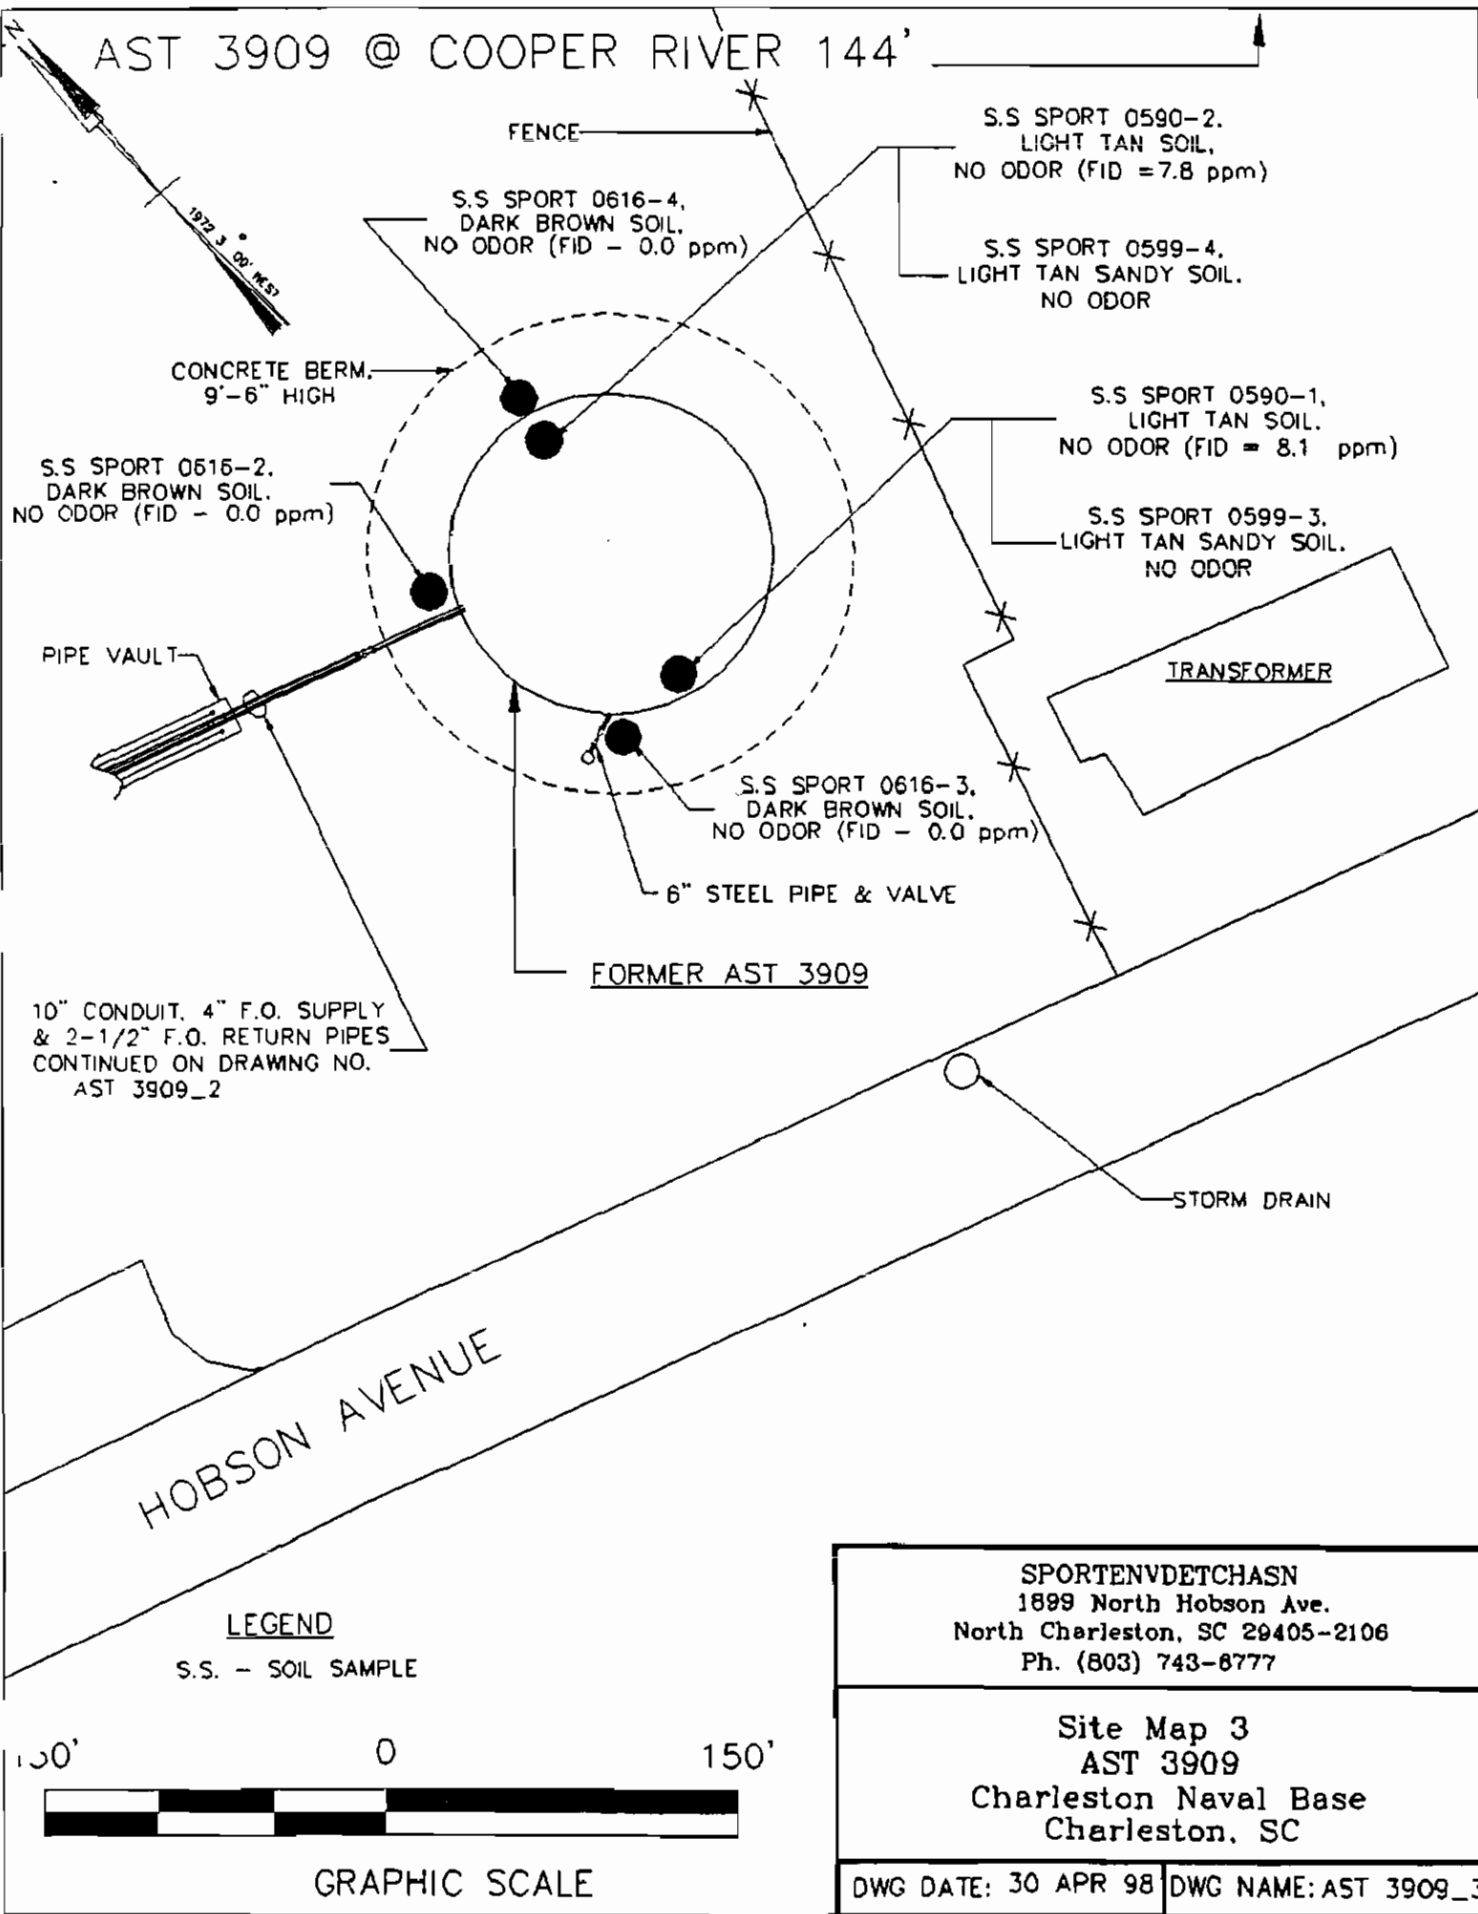 AST 3909 @ COOPER RIVER 144'
N
1972 3° 00' WEST
FENCE
S.S SPORT 0590-2.
LIGHT TAN SOIL,
NO ODOR (FID =7.8 ppm)
S.S SPORT 0616-4,
DARK BROWN SOIL.
NO ODOR (FID - 0.0 ppm)
S.S SPORT 0599-4.
LIGHT TAN SANDY SOIL.
NO ODOR
CONCRETE BERM.
9'-6" HIGH
S.S SPORT 0590-1,
LIGHT TAN SOIL.
NO ODOR (FID = 8.1 ppm)
S.S SPORT 0616-2.
DARK BROWN SOIL.
NO ODOR (FID - 0.0 ppm)
S.S SPORT 0599-3.
LIGHT TAN SANDY SOIL.
NO ODOR
PIPE VAULT
TRANSFORMER
S.S SPORT 0616-3.
DARK BROWN SOIL.
NO ODOR (FID - 0.0 ppm)
6" STEEL PIPE & VALVE
FORMER AST 3909
10" CONDUIT, 4" F.O. SUPPLY
& 2-1/2" F.O. RETURN PIPES
CONTINUED ON DRAWING NO.
AST 3909_2
STORM DRAIN
HOBSON AVENUE
LEGEND
S.S. - SOIL SAMPLE
0 150'
GRAPHIC SCALE
SPORTENVDETCHASN
1899 North Hobson Ave.
North Charleston, SC 29405-2106
Ph. (803) 743-6777
Site Map 3
AST 3909
Charleston Naval Base
Charleston, SC
DWG DATE: 30 APR 98
DWG NAME: AST 3909_3